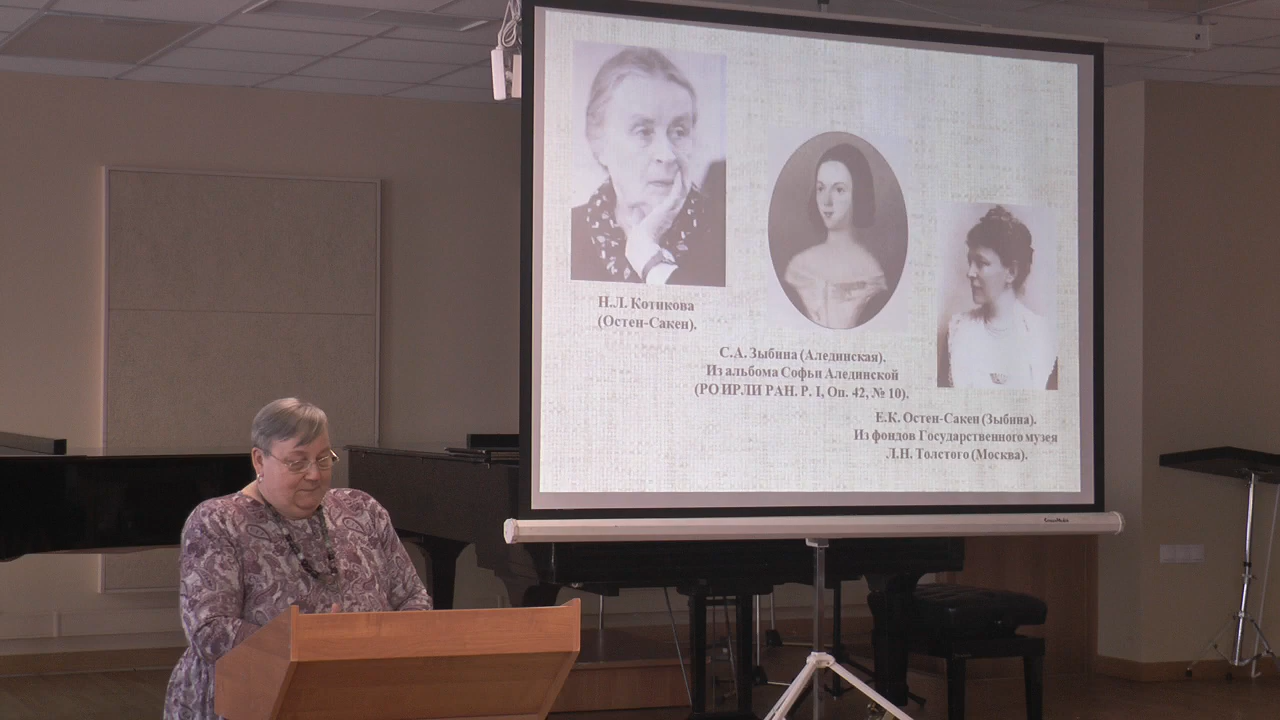 Н.Л. Котикова
(Остен-Сакен).
С.А. Зыбина (Алединская).
Из альбома Софьи Алединской
(РО ИРЛИ РАН. Р. I, Оп. 42, № 10).
Е.К. Остен-Сакен (Зыбина).
Из фондов Государственного музея
Л.Н. Толстого (Москва).